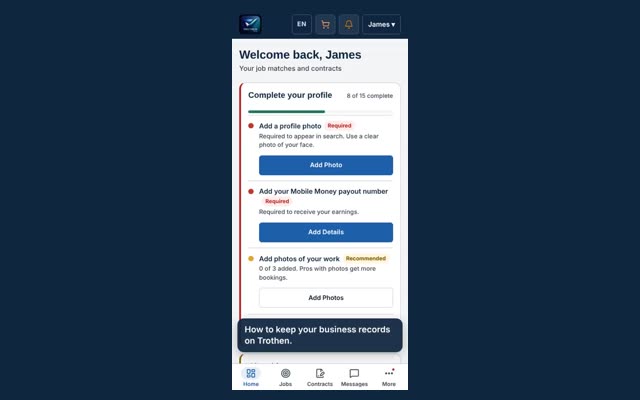 EN
James ▾
Welcome back, James
Your job matches and contracts
Complete your profile
8 of 15 complete
Add a profile photo Required
Required to appear in search. Use a clear
photo of your face.
Add Photo
Add your Mobile Money payout number
Required
Required to receive your earnings.
Add Details
Add photos of your work Recommended
0 of 3 added. Pros with photos get more
bookings.
Add Photos
How to keep your business records
on Trothen.
Home
Jobs
Contracts
Messages
More